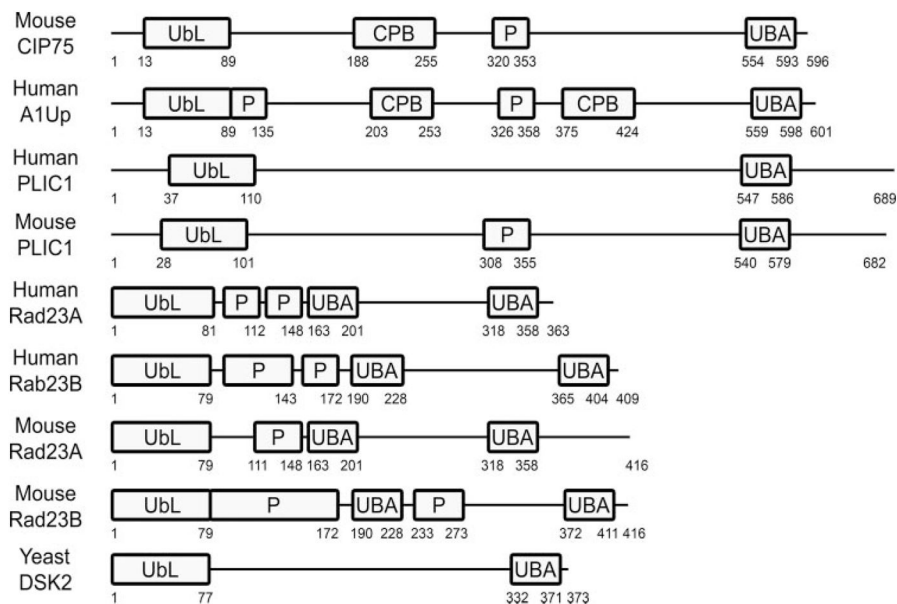 Mouse
CIP75
UbL CPB P UBA
1 13 89 188 255 320 353 554 593 596
Human
A1Up
UbL P CPB P CPB UBA
1 13 89 135 203 253 326 358 375 424 559 598 601
Human
PLIC1
UbL UBA
1 37 110 547 586 689
Mouse
PLIC1
UbL P UBA
1 28 101 308 355 540 579 682
Human
Rad23A
UbL P P UBA UBA
1 81 112 148 163 201 318 358 363
Human
Rab23B
UbL P P UBA UBA
1 79 143 172 190 228 365 404 409
Mouse
Rad23A
UbL P UBA UBA
1 79 111 148 163 201 318 358 416
Mouse
Rad23B
UbL P UBA P UBA
1 79 172 190 228 233 273 372 411 416
Yeast
DSK2
UbL UBA
1 77 332 371 373